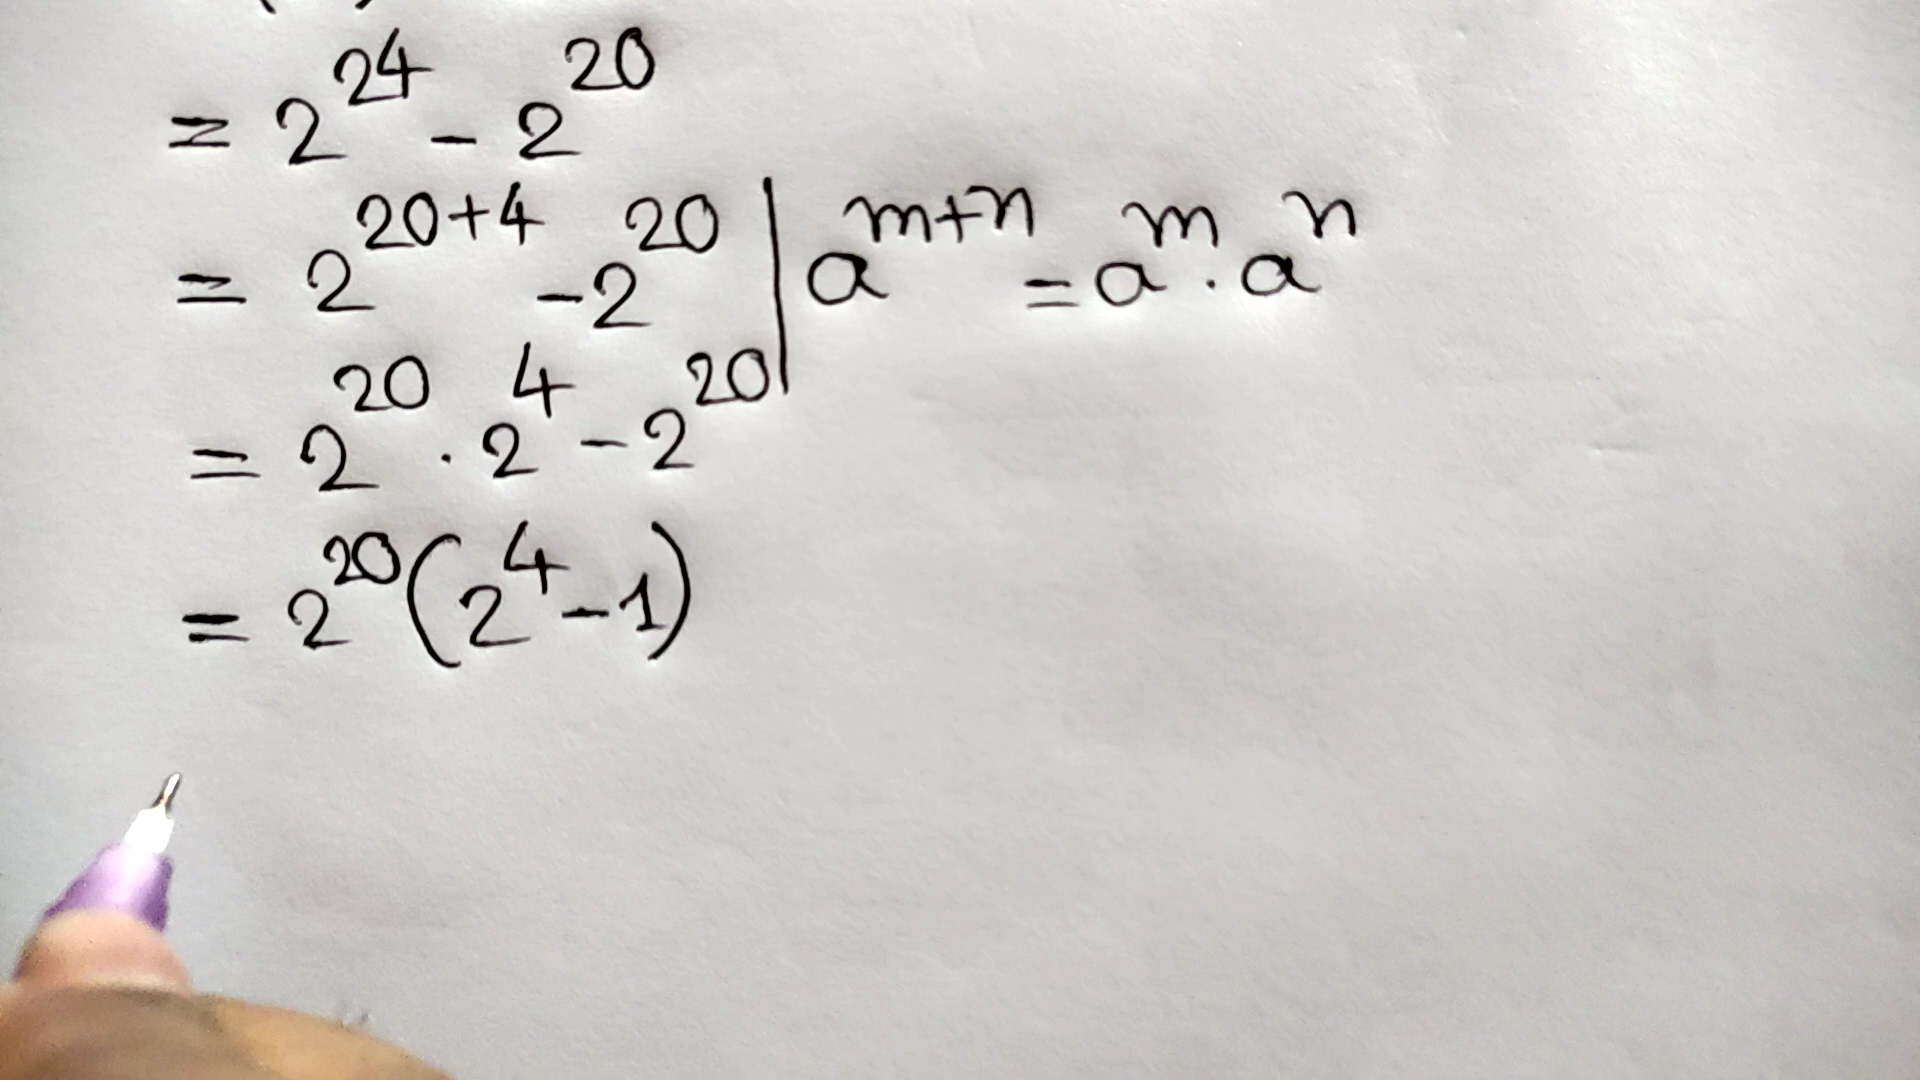 = 2^24 - 2^20
= 2^(20+4) - 2^20 | a^(m+n) = a^m · a^n
= 2^20 · 2^4 - 2^20
= 2^20 (2^4 - 1)